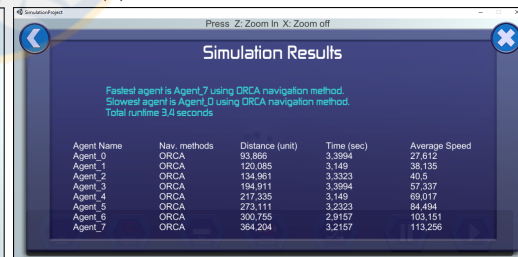 SimulationProject
Press Z: Zoom In X: Zoom off
Simulation Results
Fastest agent is Agent_7 using ORCA navigation method.
Slowest agent is Agent_0 using ORCA navigation method.
Total runtime 3,4 seconds
Agent Name Nav. methods Distance (unit) Time (sec) Average Speed
Agent_0 ORCA 93,866 3,3994 27,612
Agent_1 ORCA 120,085 3,149 38,135
Agent_2 ORCA 134,961 3,3323 40,5
Agent_3 ORCA 194,911 3,3994 57,337
Agent_4 ORCA 217,335 3,149 69,017
Agent_5 ORCA 273,111 3,2323 84,494
Agent_6 ORCA 300,755 2,9157 103,151
Agent_7 ORCA 364,204 3,2157 113,256